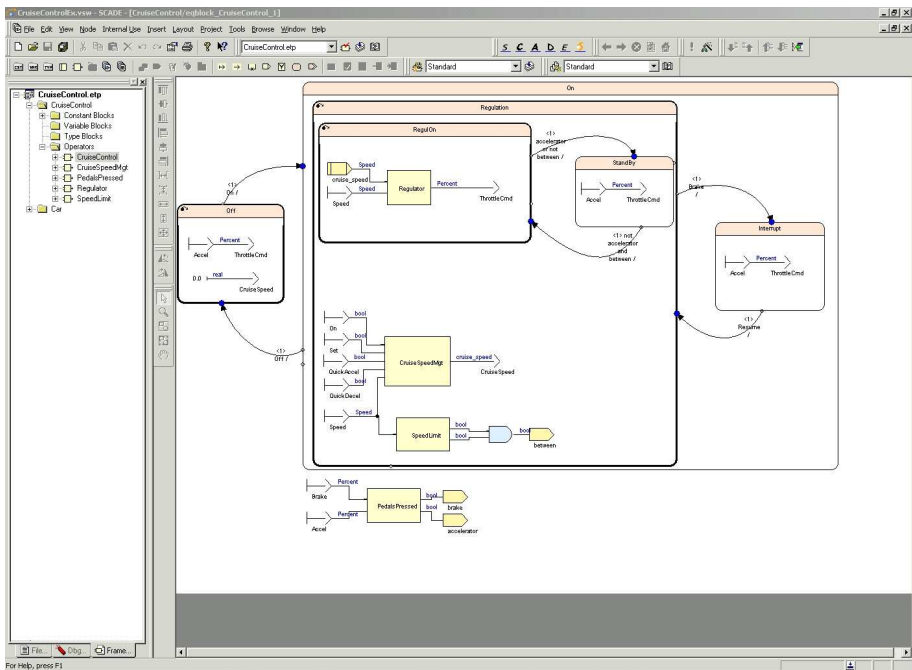 CruiseControlEx.vsw - SCADE - [CruiseControl/eqblock_CruiseControl_1]
File Edit View Node Internal Use Insert Layout Project Tools Browse Window Help
CruiseControl.etp
S C A D E
Standard
Standard
CruiseControl.etp
CruiseControl
Constant Blocks
Variable Blocks
Type Blocks
Operators
CruiseControl
CruiseSpeedMgt
PedalsPressed
Regulator
SpeedLimit
Car
On
Regulation
RegulOn
Speed
cruise_speed
Speed
Speed
Regulator
Percent
ThrottleCmd
<1>
accelerator
or not
between /
StandBy
Percent
Accel
ThrottleCmd
<1> not
accelerator
and
between /
<1>
Brake
/
Interrupt
Percent
Accel
ThrottleCmd
<1>
Resume
/
<1>
On /
Off
Percent
Accel
ThrottleCmd
0.0
real
CruiseSpeed
<1>
Off /
bool
On
bool
Set
bool
QuickAccel
bool
QuickDecel
Speed
Speed
CruiseSpeedMgt
cruise_speed
CruiseSpeed
SpeedLimit
bool
bool
bool
between
Percent
Brake
Percent
Accel
PedalsPressed
bool
brake
bool
accelerator
File...
Dbg...
Frame...
For Help, press F1